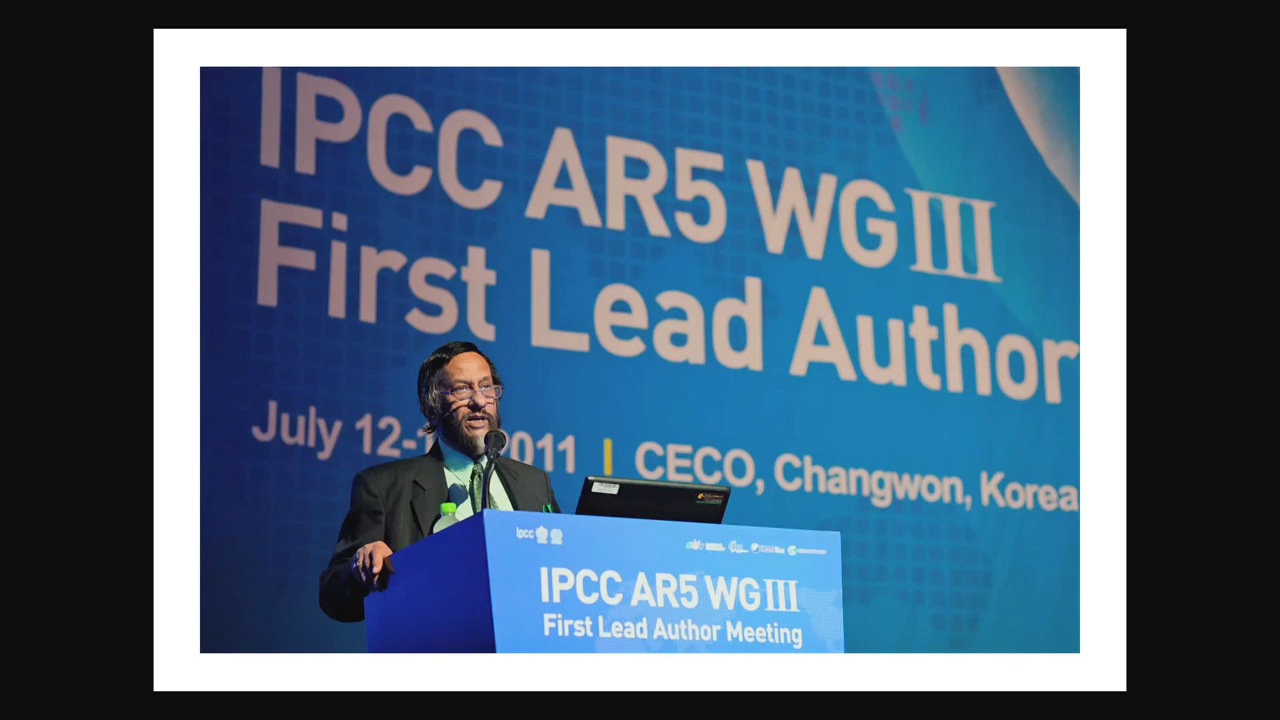 IPCC AR5 WG III
First Lead Author
July 12-1 2011 | CECO, Changwon, Korea
ipcc
IPCC AR5 WG III
First Lead Author Meeting